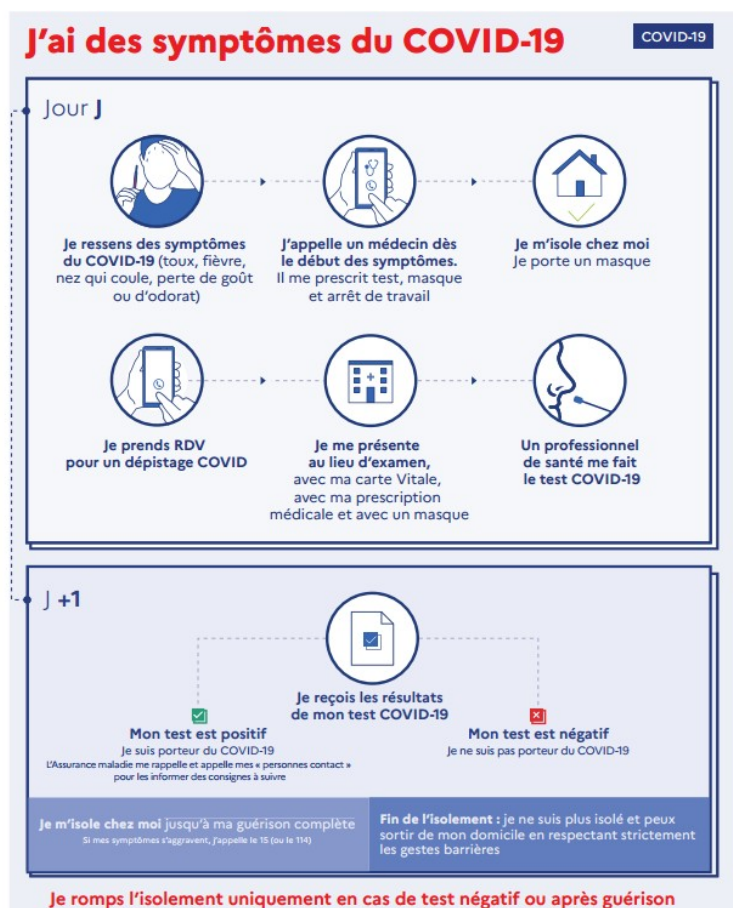 J'ai des symptômes du COVID-19
COVID-19
Jour J
Je ressens des symptômes
du COVID-19 (toux, fièvre,
nez qui coule, perte de goût
ou d'odorat)
J'appelle un médecin dès
le début des symptômes.
Il me prescrit test, masque
et arrêt de travail
Je m'isole chez moi
Je porte un masque
Je prends RDV
pour un dépistage COVID
Je me présente
au lieu d'examen,
avec ma carte Vitale,
avec ma prescription
médicale et avec un masque
Un professionnel
de santé me fait
le test COVID-19
J +1
Je reçois les résultats
de mon test COVID-19
Mon test est positif
Je suis porteur du COVID-19
L'Assurance maladie me rappelle et appelle mes « personnes contact »
pour les informer des consignes à suivre
Mon test est négatif
Je ne suis pas porteur du COVID-19
Je m'isole chez moi jusqu'à ma guérison complète
Si mes symptômes s'aggravent, j'appelle le 15 (ou le 114)
Fin de l'isolement : je ne suis plus isolé et peux
sortir de mon domicile en respectant strictement
les gestes barrières
Je romps l'isolement uniquement en cas de test négatif ou après guérison